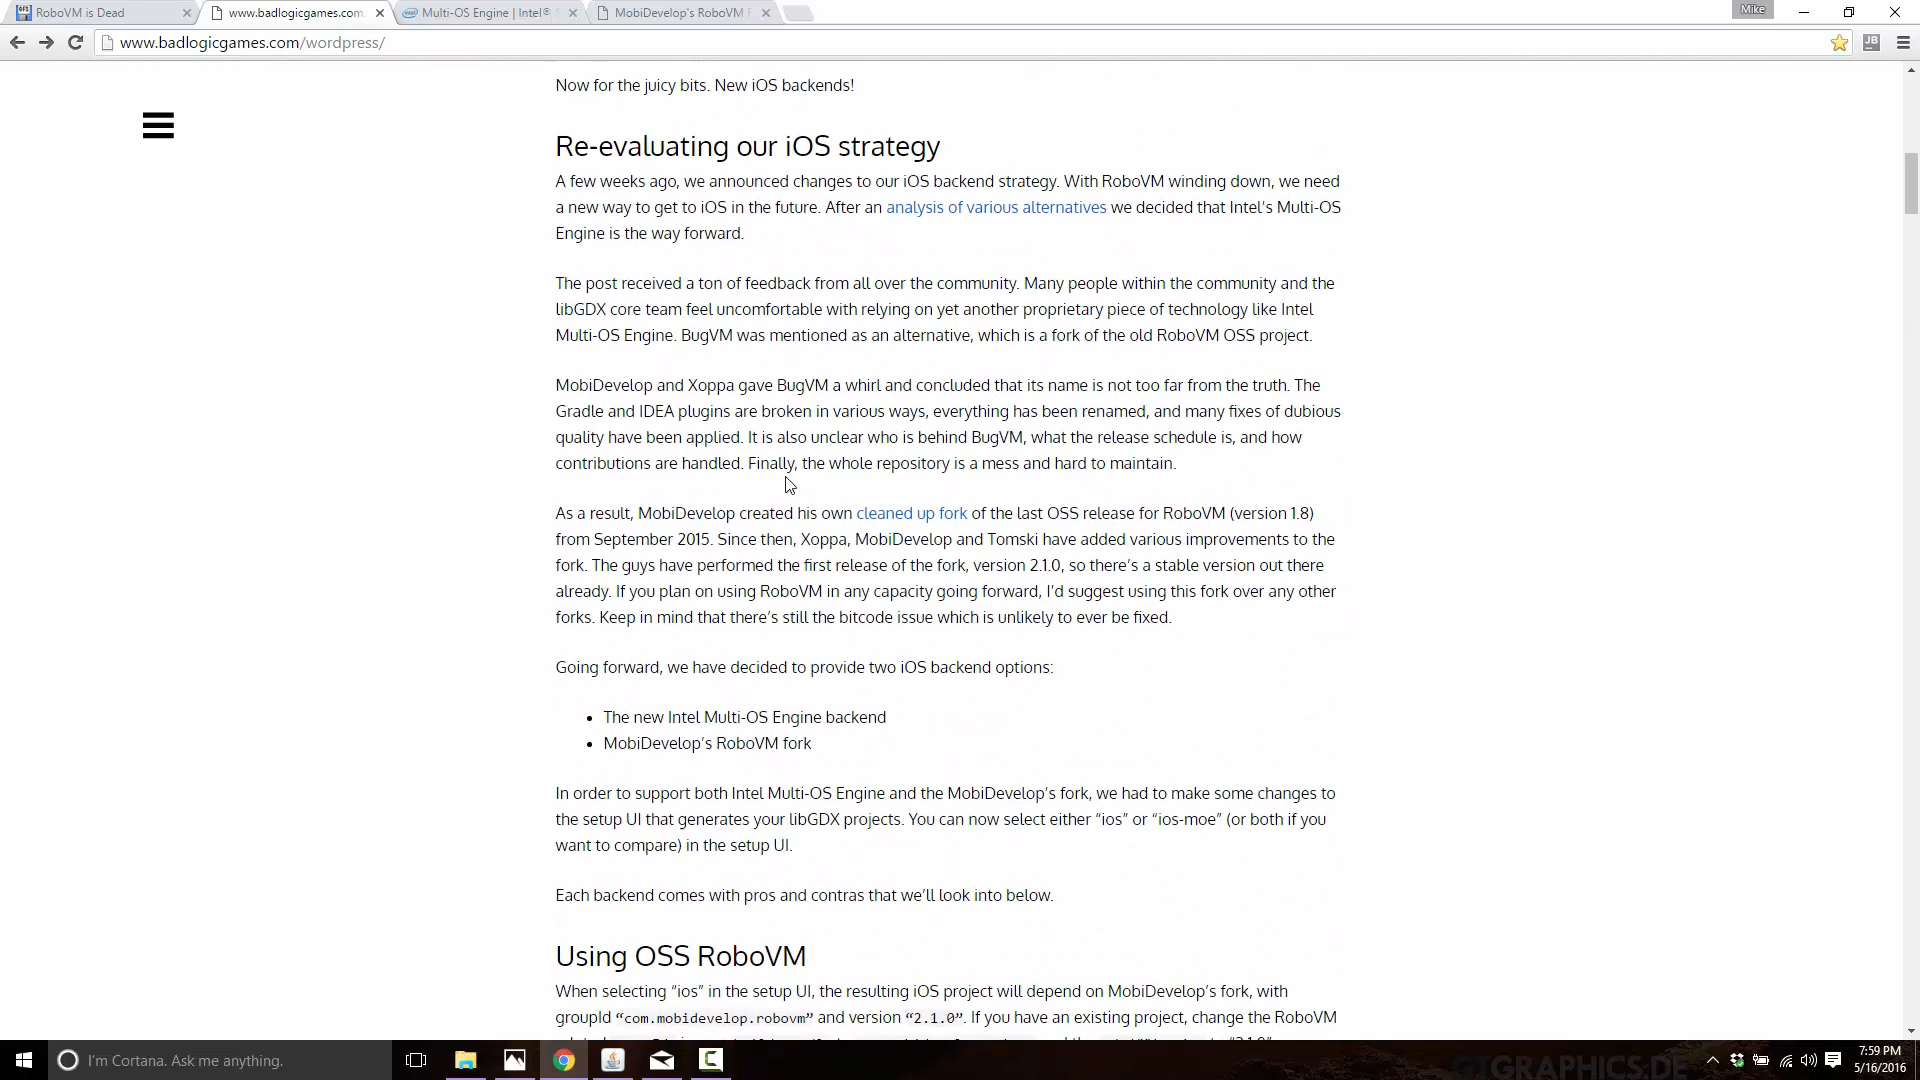 RoboVM is Dead
www.badlogicgames.com
Multi-OS Engine | Intel®
MobiDevelop's RoboVM
Mike
www.badlogicgames.com/wordpress/
Now for the juicy bits. New iOS backends!
Re-evaluating our iOS strategy
A few weeks ago, we announced changes to our iOS backend strategy. With RoboVM winding down, we need
a new way to get to iOS in the future. After an analysis of various alternatives we decided that Intel’s Multi-OS
Engine is the way forward.
The post received a ton of feedback from all over the community. Many people within the community and the
libGDX core team feel uncomfortable with relying on yet another proprietary piece of technology like Intel
Multi-OS Engine. BugVM was mentioned as an alternative, which is a fork of the old RoboVM OSS project.
MobiDevelop and Xoppa gave BugVM a whirl and concluded that its name is not too far from the truth. The
Gradle and IDEA plugins are broken in various ways, everything has been renamed, and many fixes of dubious
quality have been applied. It is also unclear who is behind BugVM, what the release schedule is, and how
contributions are handled. Finally, the whole repository is a mess and hard to maintain.
As a result, MobiDevelop created his own cleaned up fork of the last OSS release for RoboVM (version 1.8)
from September 2015. Since then, Xoppa, MobiDevelop and Tomski have added various improvements to the
fork. The guys have performed the first release of the fork, version 2.1.0, so there’s a stable version out there
already. If you plan on using RoboVM in any capacity going forward, I’d suggest using this fork over any other
forks. Keep in mind that there’s still the bitcode issue which is unlikely to ever be fixed.
Going forward, we have decided to provide two iOS backend options:
• The new Intel Multi-OS Engine backend
• MobiDevelop’s RoboVM fork
In order to support both Intel Multi-OS Engine and the MobiDevelop’s fork, we had to make some changes to
the setup UI that generates your libGDX projects. You can now select either “ios” or “ios-moe” (or both if you
want to compare) in the setup UI.
Each backend comes with pros and contras that we’ll look into below.
Using OSS RoboVM
When selecting “ios” in the setup UI, the resulting iOS project will depend on MobiDevelop’s fork, with
groupId “com.mobidevelop.robovm” and version “2.1.0”. If you have an existing project, change the RoboVM
I'm Cortana. Ask me anything.
GTGRAPHICS.DE
7:59 PM
5/16/2016